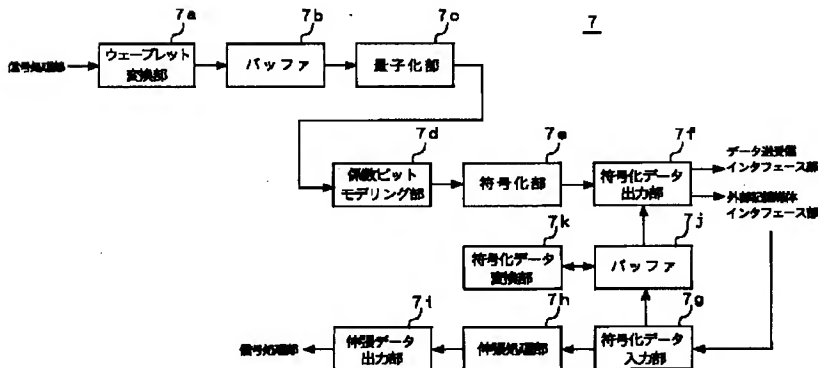 7a
7b
7c
7
信号処理部
ウェーブレット
変換部
バッファ
量子化部
7d
7e
7f
係数ビット
モデリング部
符号化部
符号化データ
出力部
データ送受信
インタフェース部
外部記憶媒体
インタフェース部
7k
7j
符号化データ
変換部
バッファ
7i
7h
7g
信号処理部
伸張データ
出力部
伸張処理部
符号化データ
入力部